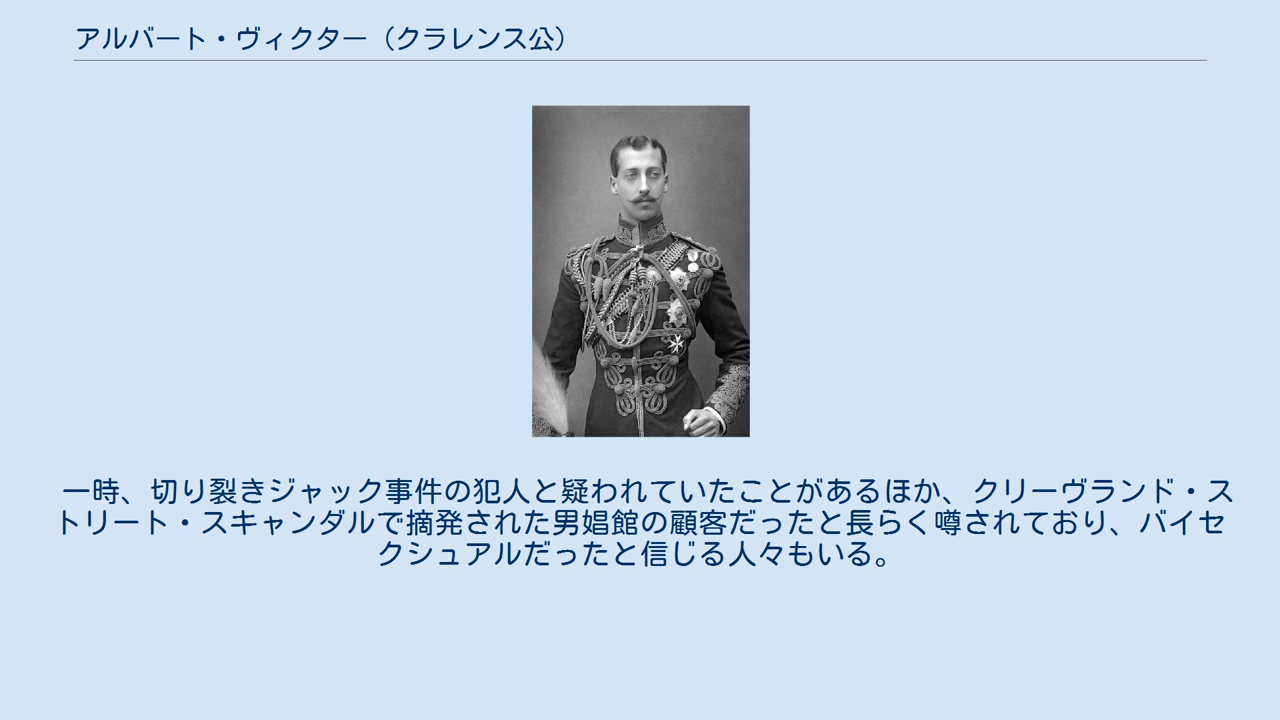 アルバート・ヴィクター（クラレンス公）
一時、切り裂きジャック事件の犯人と疑われていたことがあるほか、クリーヴランド・ス
トリート・スキャンダルで摘発された男娼館の顧客だったと長らく噂されており、バイセ
クシュアルだったと信じる人々もいる。